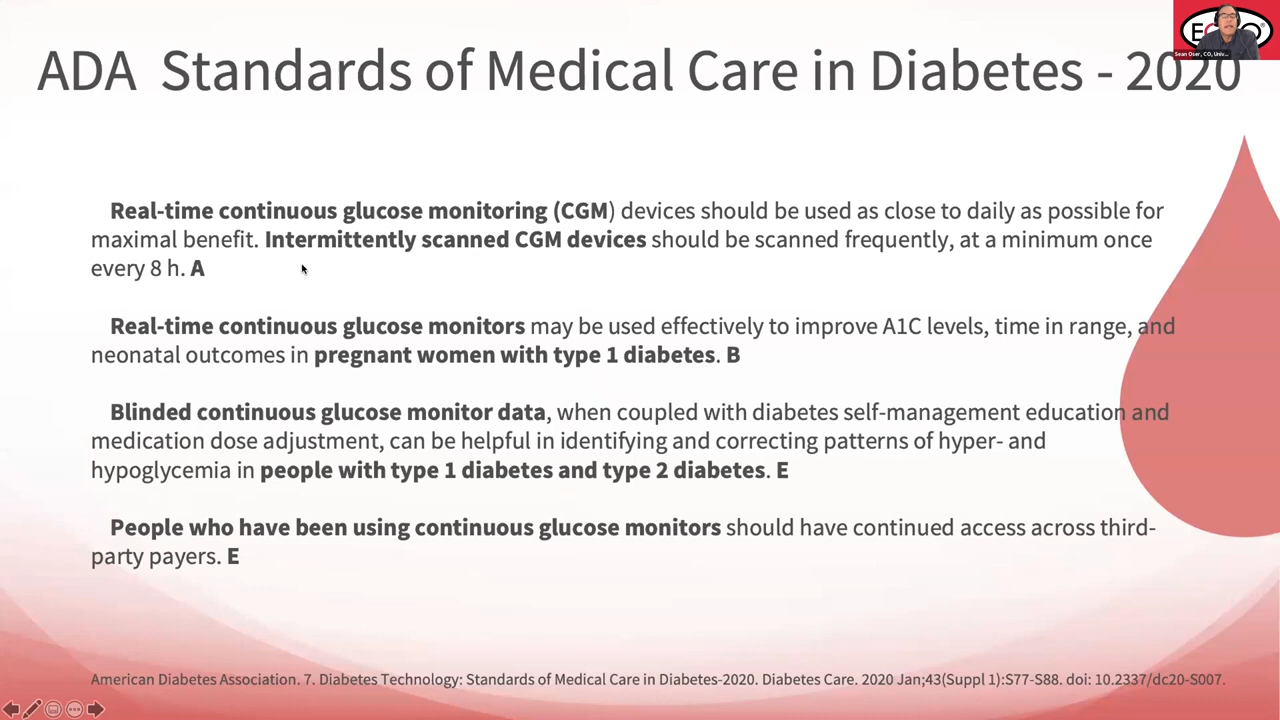 ADA Standards of Medical Care in Diabetes - 2020
Sean Oser, CO, Univ...
Real-time continuous glucose monitoring (CGM) devices should be used as close to daily as possible for
maximal benefit. Intermittently scanned CGM devices should be scanned frequently, at a minimum once
every 8 h. A
Real-time continuous glucose monitors may be used effectively to improve A1C levels, time in range, and
neonatal outcomes in pregnant women with type 1 diabetes. B
Blinded continuous glucose monitor data, when coupled with diabetes self-management education and
medication dose adjustment, can be helpful in identifying and correcting patterns of hyper- and
hypoglycemia in people with type 1 diabetes and type 2 diabetes. E
People who have been using continuous glucose monitors should have continued access across third-
party payers. E
American Diabetes Association. 7. Diabetes Technology: Standards of Medical Care in Diabetes-2020. Diabetes Care. 2020 Jan;43(Suppl 1):S77-S88. doi: 10.2337/dc20-S007.